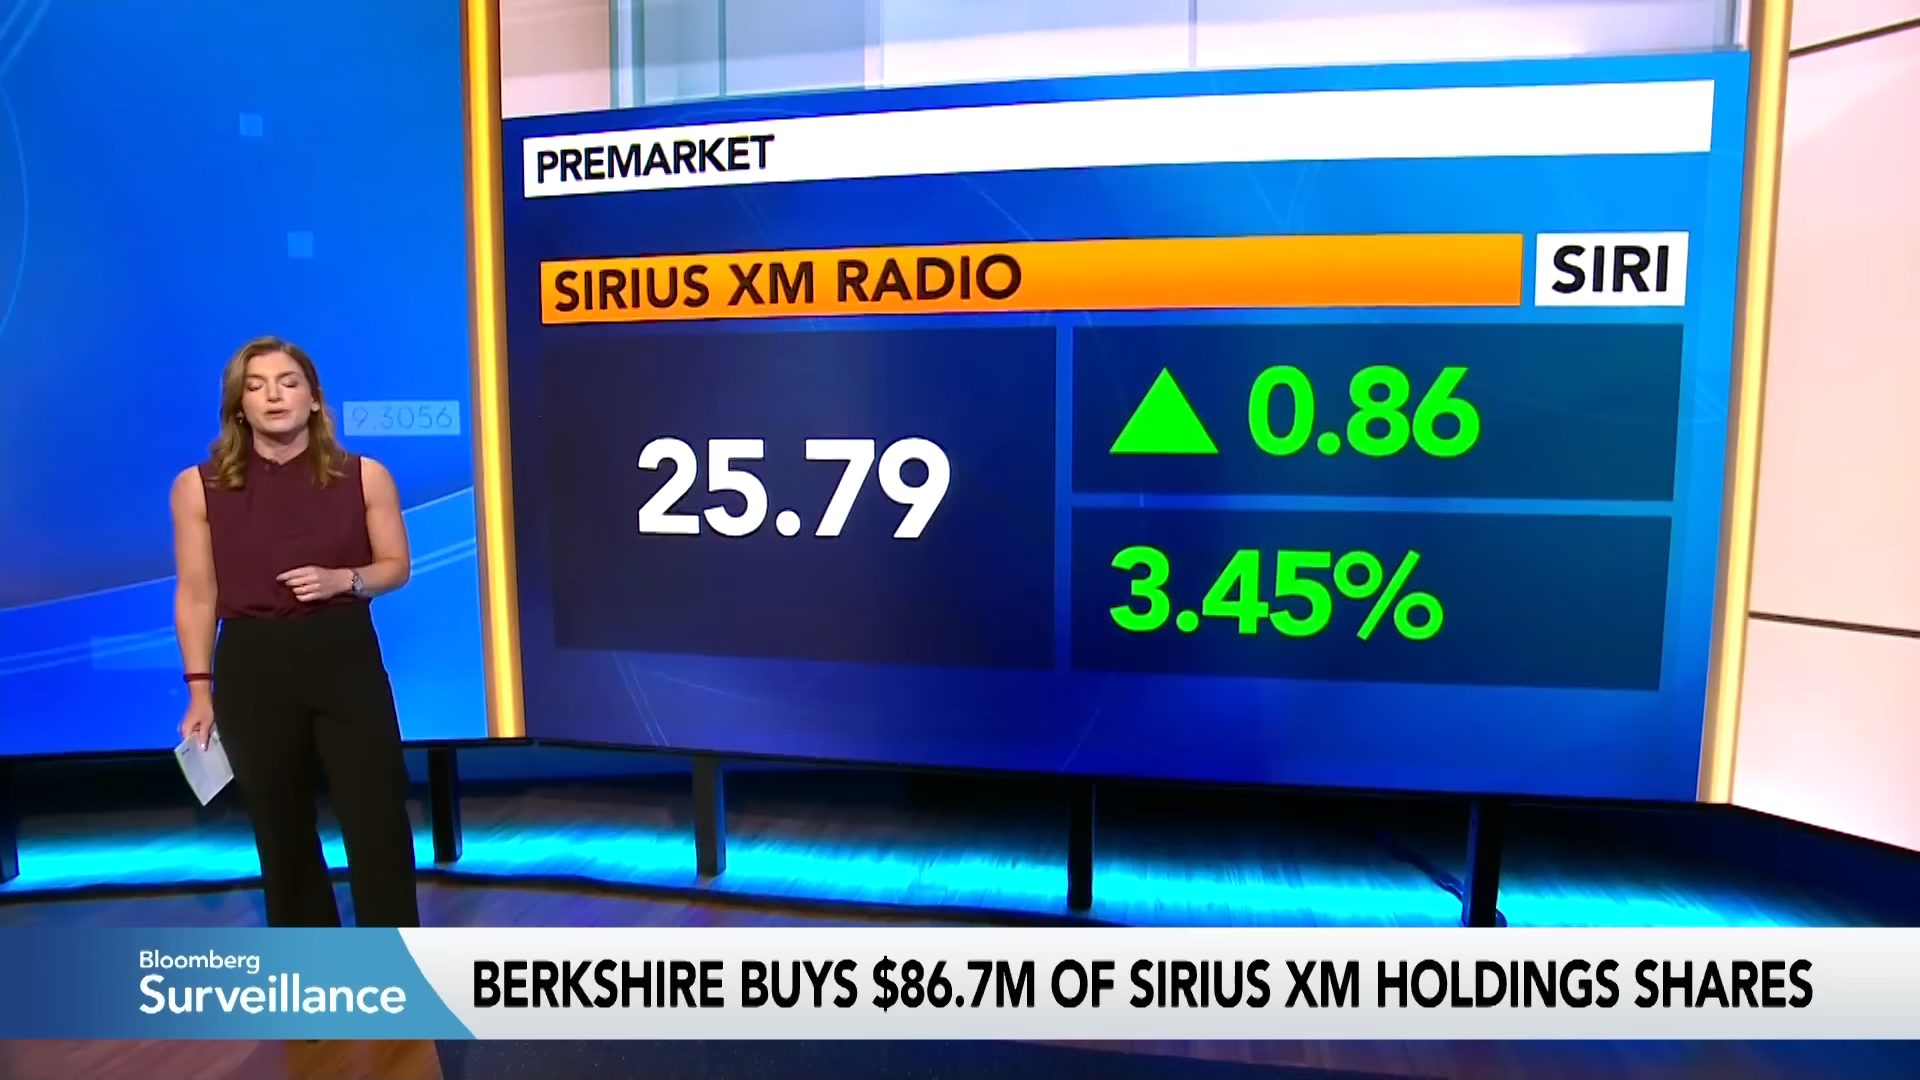 PREMARKET
SIRIUS XM RADIO
SIRI
25.79
▲ 0.86
3.45%
9.3056
Bloomberg
Surveillance
BERKSHIRE BUYS $86.7M OF SIRIUS XM HOLDINGS SHARES